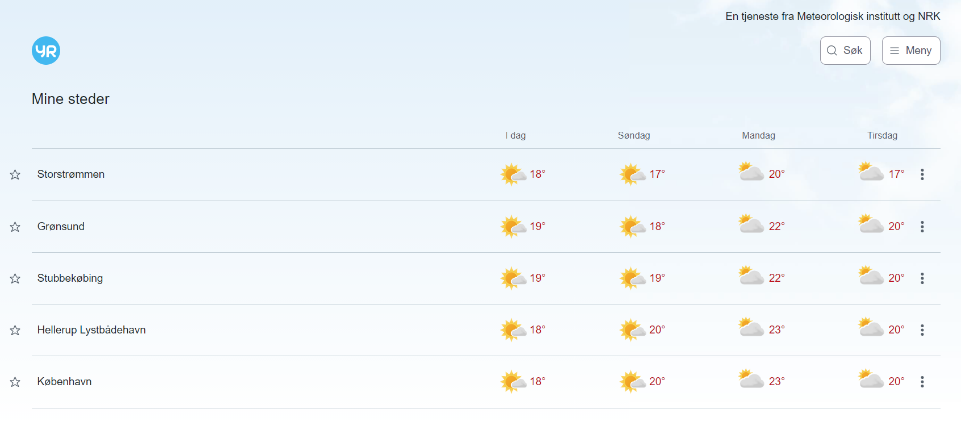 En tjeneste fra Meteorologisk institutt og NRK
YR
Søk
Meny
Mine steder
I dag Søndag Mandag Tirsdag
Storstrømmen 18° 17° 20° 17°
Grønsund 19° 18° 22° 20°
Stubbekøbing 19° 19° 22° 20°
Hellerup Lystbådehavn 18° 20° 23° 20°
København 18° 20° 23° 20°